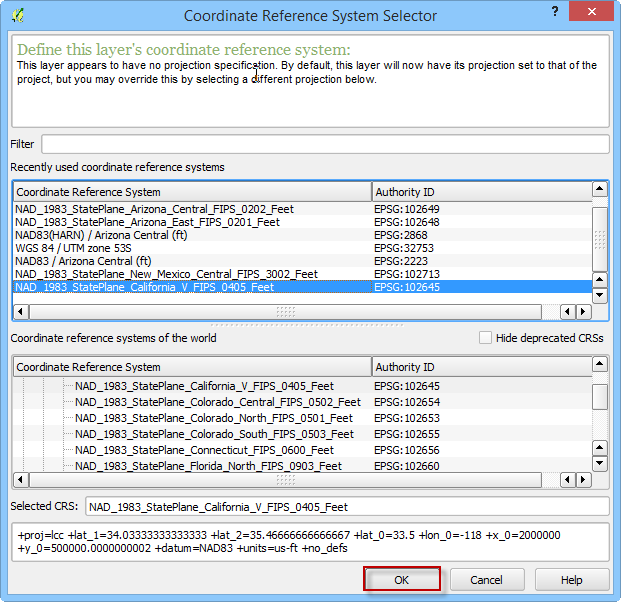 Coordinate Reference System Selector
?
Define this layer's coordinate reference system:
This layer appears to have no projection specification. By default, this layer will now have its projection set to that of the
project, but you may override this by selecting a different projection below.
Filter
Recently used coordinate reference systems
Coordinate Reference System Authority ID
NAD_1983_StatePlane_Arizona_Central_FIPS_0202_Feet EPSG:102649
NAD_1983_StatePlane_Arizona_East_FIPS_0201_Feet EPSG:102648
NAD83(HARN) / Arizona Central (ft) EPSG:2868
WGS 84 / UTM zone 53S EPSG:32753
NAD83 / Arizona Central (ft) EPSG:2223
NAD_1983_StatePlane_New_Mexico_Central_FIPS_3002_Feet EPSG:102713
NAD_1983_StatePlane_California_V_FIPS_0405_Feet EPSG:102645
Coordinate reference systems of the world Hide deprecated CRSs
Coordinate Reference System Authority ID
NAD_1983_StatePlane_California_V_FIPS_0405_Feet EPSG:102645
NAD_1983_StatePlane_Colorado_Central_FIPS_0502_Feet EPSG:102654
NAD_1983_StatePlane_Colorado_North_FIPS_0501_Feet EPSG:102653
NAD_1983_StatePlane_Colorado_South_FIPS_0503_Feet EPSG:102655
NAD_1983_StatePlane_Connecticut_FIPS_0600_Feet EPSG:102656
NAD_1983_StatePlane_Florida_North_FIPS_0903_Feet EPSG:102660
Selected CRS: NAD_1983_StatePlane_California_V_FIPS_0405_Feet
+proj=lcc +lat_1=34.03333333333333 +lat_2=35.46666666666667 +lat_0=33.5 +lon_0=-118 +x_0=2000000
+y_0=500000.0000000002 +datum=NAD83 +units=us-ft +no_defs
OK Cancel Help